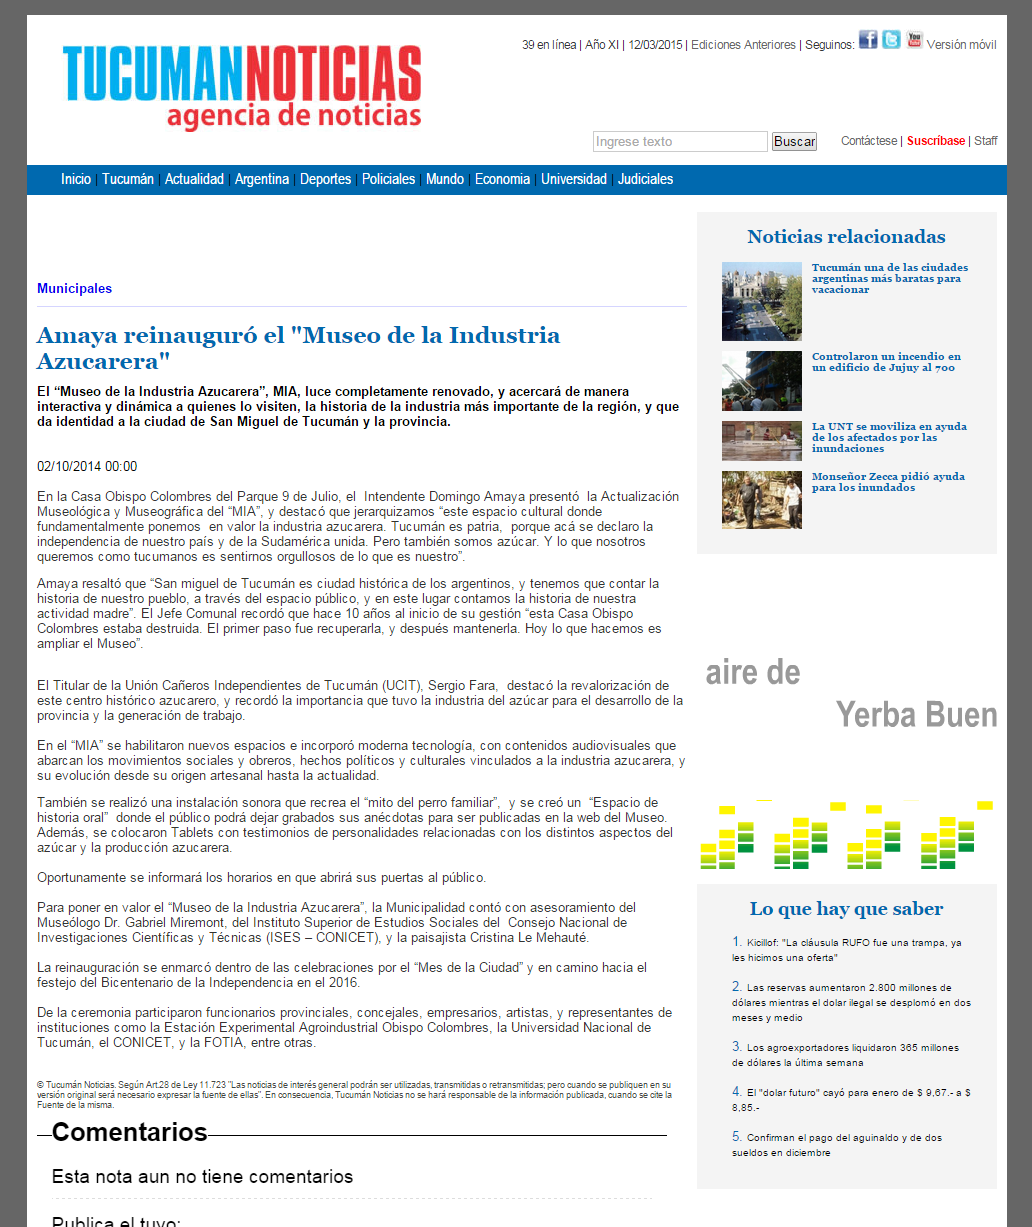 TUCUMANNOTICIAS
agencia de noticias
39 en línea | Año XI | 12/03/2015 | Ediciones Anteriores | Seguinos: f t You Tube Versión móvil
Ingrese texto Buscar Contáctese | Suscríbase | Staff
Inicio | Tucumán | Actualidad | Argentina | Deportes | Policiales | Mundo | Economia | Universidad | Judiciales
Municipales
Amaya reinauguró el "Museo de la Industria
Azucarera"
El “Museo de la Industria Azucarera”, MIA, luce completamente renovado, y acercará de manera
interactiva y dinámica a quienes lo visiten, la historia de la industria más importante de la región, y que
da identidad a la ciudad de San Miguel de Tucumán y la provincia.
02/10/2014 00:00
En la Casa Obispo Colombres del Parque 9 de Julio, el  Intendente Domingo Amaya presentó  la Actualización
Museológica y Museográfica del “MIA”, y destacó que jerarquizamos “este espacio cultural donde
fundamentalmente ponemos  en valor la industria azucarera. Tucumán es patria,  porque acá se declaro la
independencia de nuestro país y de la Sudamérica unida. Pero también somos azúcar. Y lo que nosotros
queremos como tucumanos es sentirnos orgullosos de lo que es nuestro”.
Amaya resaltó que “San miguel de Tucumán es ciudad histórica de los argentinos, y tenemos que contar la
historia de nuestro pueblo, a través del espacio público, y en este lugar contamos la historia de nuestra
actividad madre”. El Jefe Comunal recordó que hace 10 años al inicio de su gestión “esta Casa Obispo
Colombres estaba destruida. El primer paso fue recuperarla, y después mantenerla. Hoy lo que hacemos es
ampliar el Museo”.
El Titular de la Unión Cañeros Independientes de Tucumán (UCIT), Sergio Fara,  destacó la revalorización de
este centro histórico azucarero, y recordó la importancia que tuvo la industria del azúcar para el desarrollo de la
provincia y la generación de trabajo.
En el “MIA” se habilitaron nuevos espacios e incorporó moderna tecnología, con contenidos audiovisuales que
abarcan los movimientos sociales y obreros, hechos políticos y culturales vinculados a la industria azucarera, y
su evolución desde su origen artesanal hasta la actualidad.
También se realizó una instalación sonora que recrea el “mito del perro familiar”,  y se creó un  “Espacio de
historia oral”  donde el público podrá dejar grabados sus anécdotas para ser publicadas en la web del Museo.
Además, se colocaron Tablets con testimonios de personalidades relacionadas con los distintos aspectos del
azúcar y la producción azucarera.
Oportunamente se informará los horarios en que abrirá sus puertas al público.
Para poner en valor el “Museo de la Industria Azucarera”, la Municipalidad contó con asesoramiento del
Museólogo Dr. Gabriel Miremont, del Instituto Superior de Estudios Sociales del  Consejo Nacional de
Investigaciones Científicas y Técnicas (ISES – CONICET), y la paisajista Cristina Le Mehauté.
La reinauguración se enmarcó dentro de las celebraciones por el “Mes de la Ciudad” y en camino hacia el
festejo del Bicentenario de la Independencia en el 2016.
De la ceremonia participaron funcionarios provinciales, concejales, empresarios, artistas, y representantes de
instituciones como la Estación Experimental Agroindustrial Obispo Colombres, la Universidad Nacional de
Tucumán, el CONICET, y la FOTIA, entre otras.
© Tucumán Noticias. Según Art.28 de Ley 11.723 "Las noticias de interés general podrán ser utilizadas, transmitidas o retransmitidas; pero cuando se publiquen en su
versión original será necesario expresar la fuente de ellas". En consecuencia, Tucumán Noticias no se hará responsable de la información publicada, cuando se cite la
Fuente de la misma.
Comentarios
Esta nota aun no tiene comentarios
Publica el tuyo:
Noticias relacionadas
Tucumán una de las ciudades
argentinas más baratas para
vacacionar
Controlaron un incendio en
un edificio de Jujuy al 700
La UNT se moviliza en ayuda
de los afectados por las
inundaciones
Monseñor Zecca pidió ayuda
para los inundados
aire de
Yerba Buen
Lo que hay que saber
1. Kicillof: "La cláusula RUFO fue una trampa, ya
les hicimos una oferta"
2. Las reservas aumentaron 2.800 millones de
dólares mientras el dolar ilegal se desplomó en dos
meses y medio
3. Los agroexportadores liquidaron 365 millones
de dólares la última semana
4. El "dolar futuro" cayó para enero de $ 9,67.- a $
8,85.-
5. Confirman el pago del aguinaldo y de dos
sueldos en diciembre